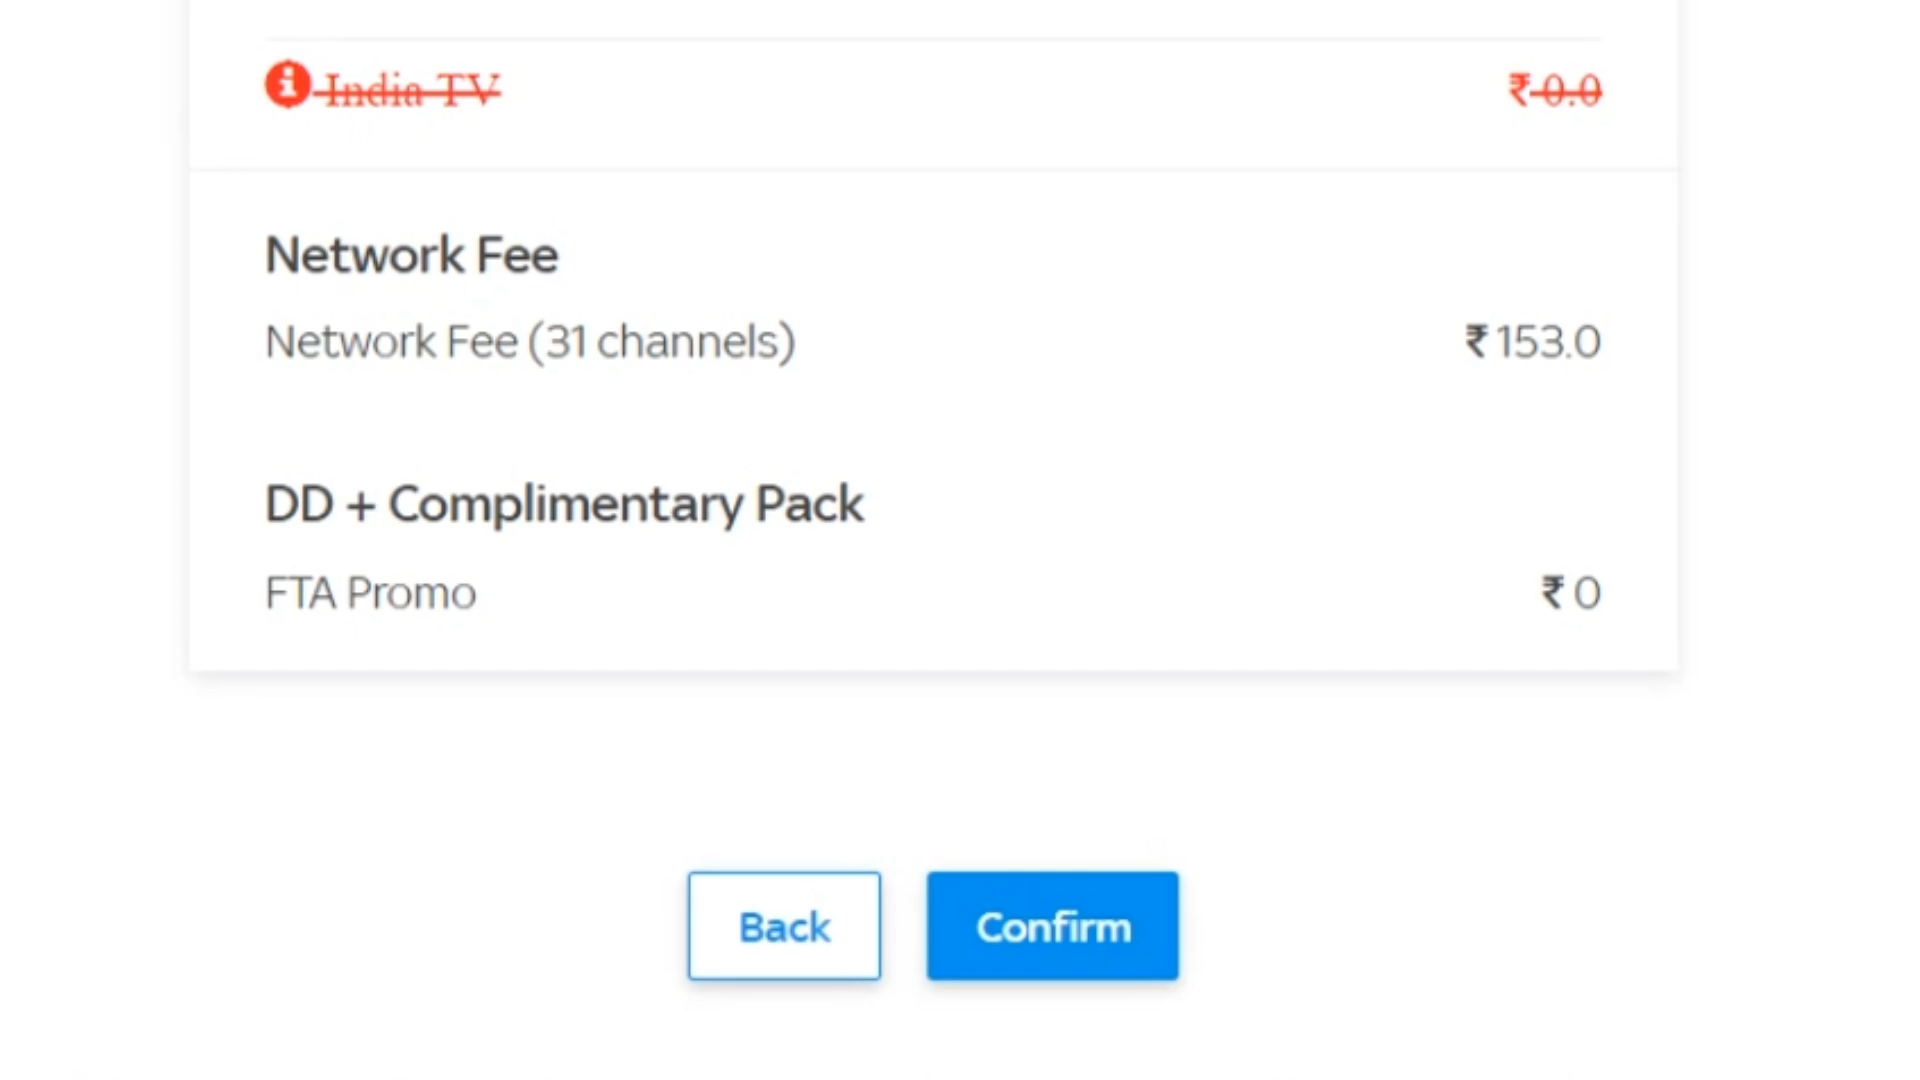 India TV ₹ 0.0
Network Fee
Network Fee (31 channels) ₹ 153.0
DD + Complimentary Pack
FTA Promo ₹ 0
Back Confirm